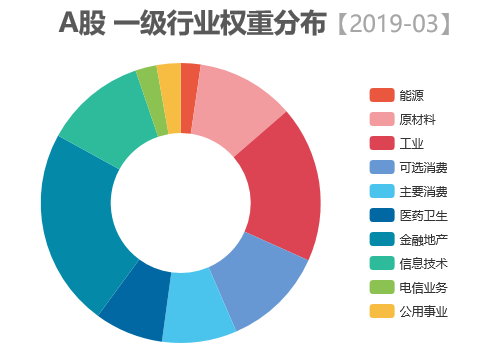 A股 一级行业权重分布【2019-03】
能源
原材料
工业
可选消费
主要消费
医药卫生
金融地产
信息技术
电信业务
公用事业